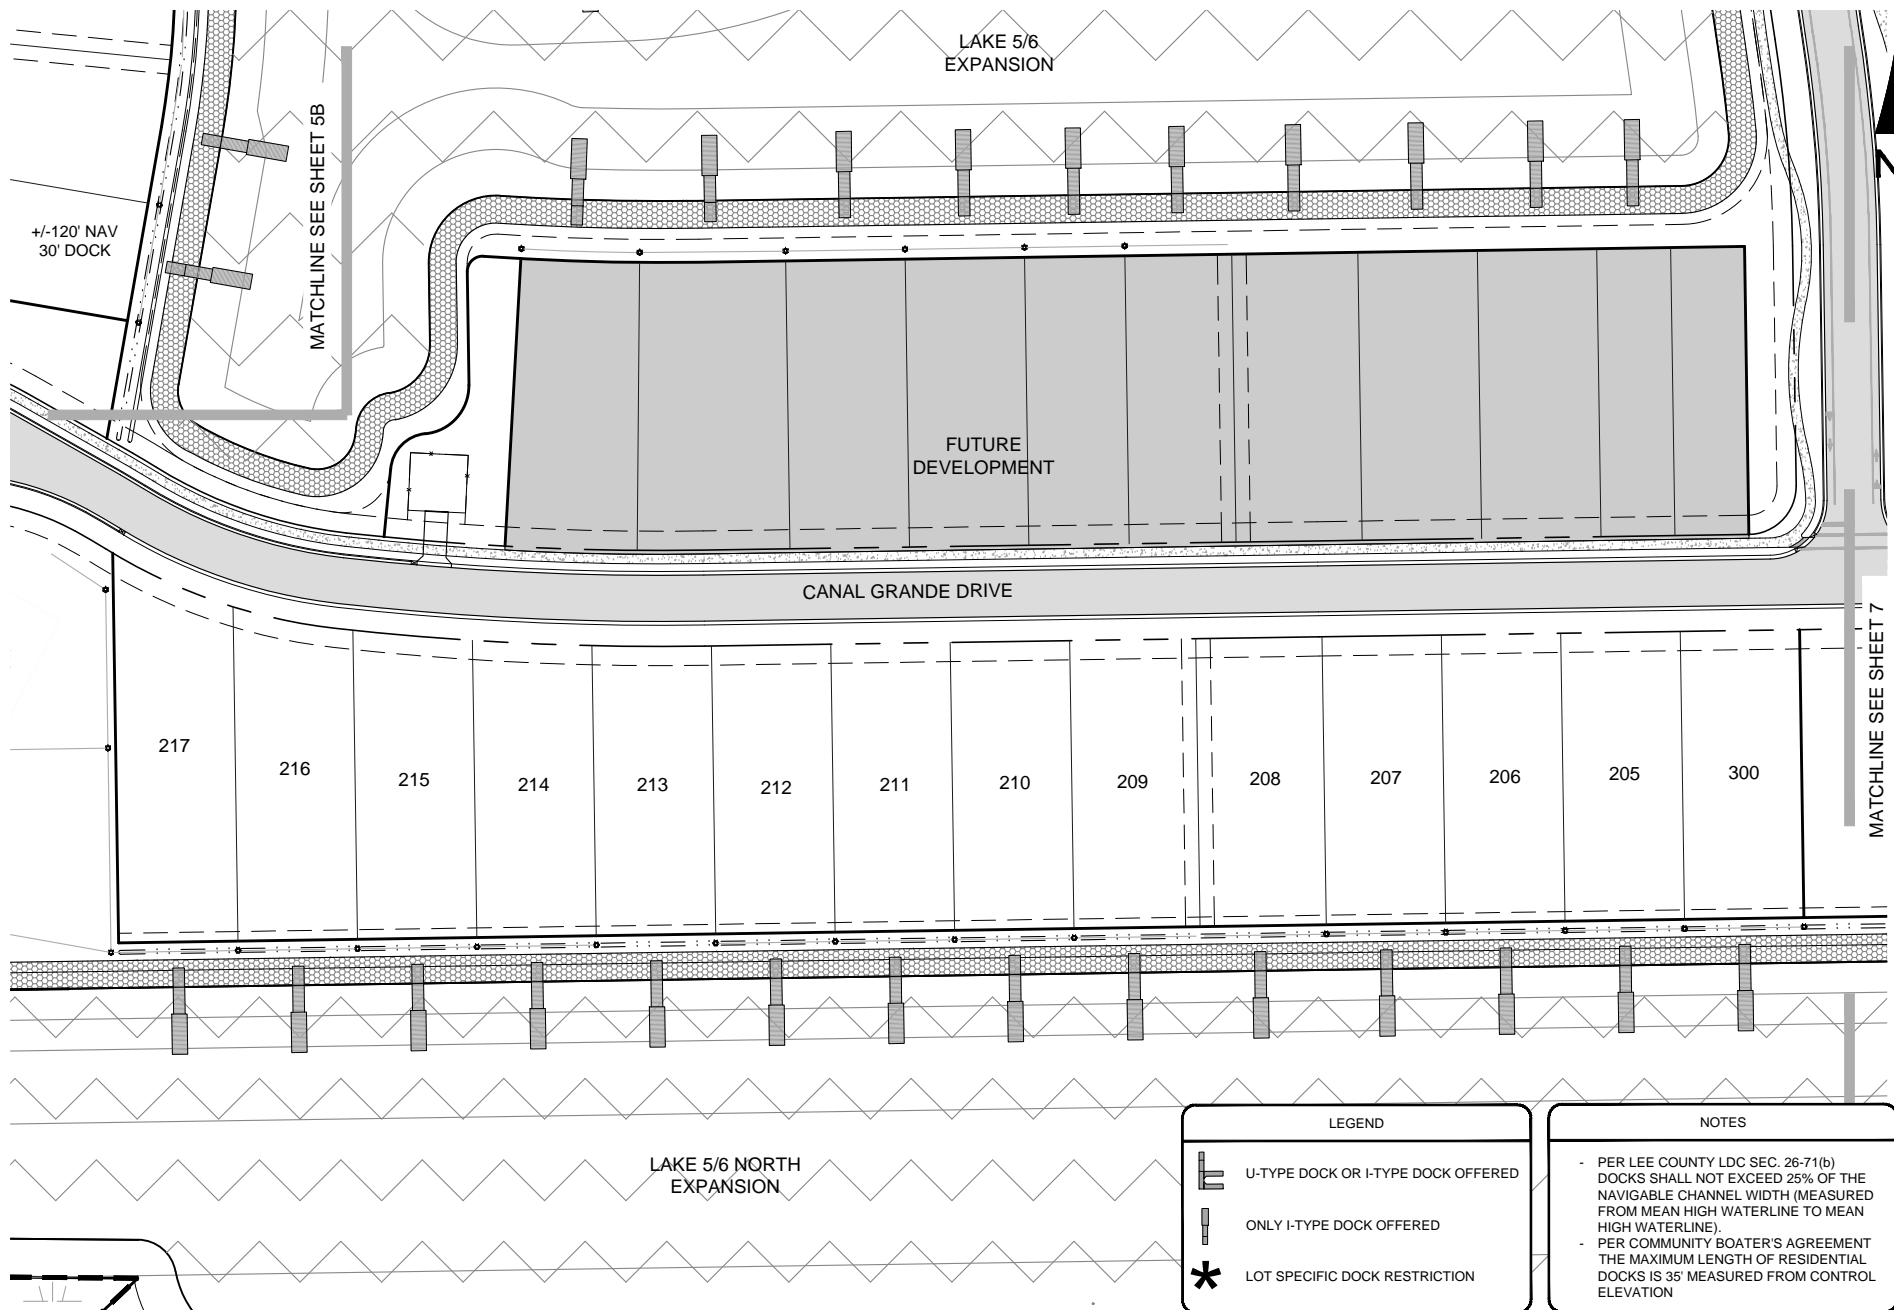 LAKE 5/6
EXPANSION
MATCHLINE SEE SHEET 5B
+/-120' NAV
30' DOCK
N
FUTURE
DEVELOPMENT
CANAL GRANDE DRIVE
MATCHLINE SEE SHEET 7
217
216
215
214
213
212
211
210
209
208
207
206
205
300
LAKE 5/6 NORTH
EXPANSION
LEGEND
U-TYPE DOCK OR I-TYPE DOCK OFFERED
ONLY I-TYPE DOCK OFFERED
LOT SPECIFIC DOCK RESTRICTION
NOTES
- PER LEE COUNTY LDC SEC. 26-71(b)
DOCKS SHALL NOT EXCEED 25% OF THE
NAVIGABLE CHANNEL WIDTH (MEASURED
FROM MEAN HIGH WATERLINE TO MEAN
HIGH WATERLINE).
- PER COMMUNITY BOATER'S AGREEMENT
THE MAXIMUM LENGTH OF RESIDENTIAL
DOCKS IS 35' MEASURED FROM CONTROL
ELEVATION